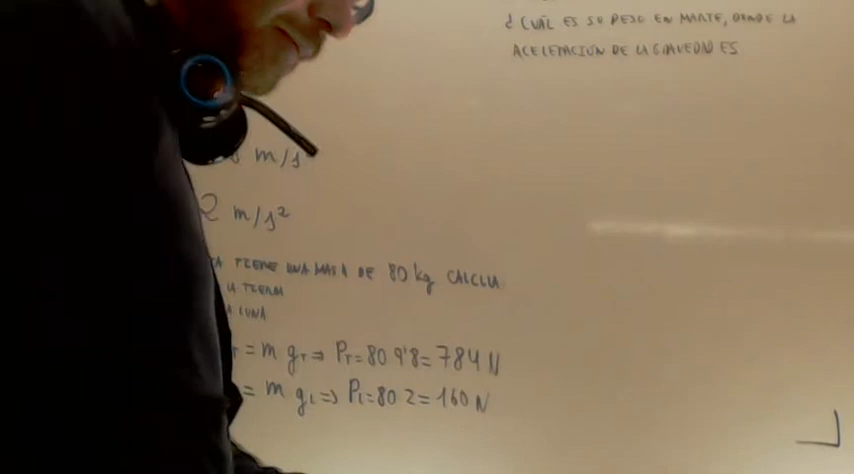 ¿ CUÁL ES SU PESO EN MARTE, DONDE LA
ACELERACION DE LA GRAVEDAD ES
m/s
2 m/s²
TIENE UNA MASA DE 80 kg CALCULA
LA TIERRA
LUNA
= m g_T ⇒ P_T = 80 9'8 = 784 N
= m g_L ⇒ P_L = 80 2 = 160 N